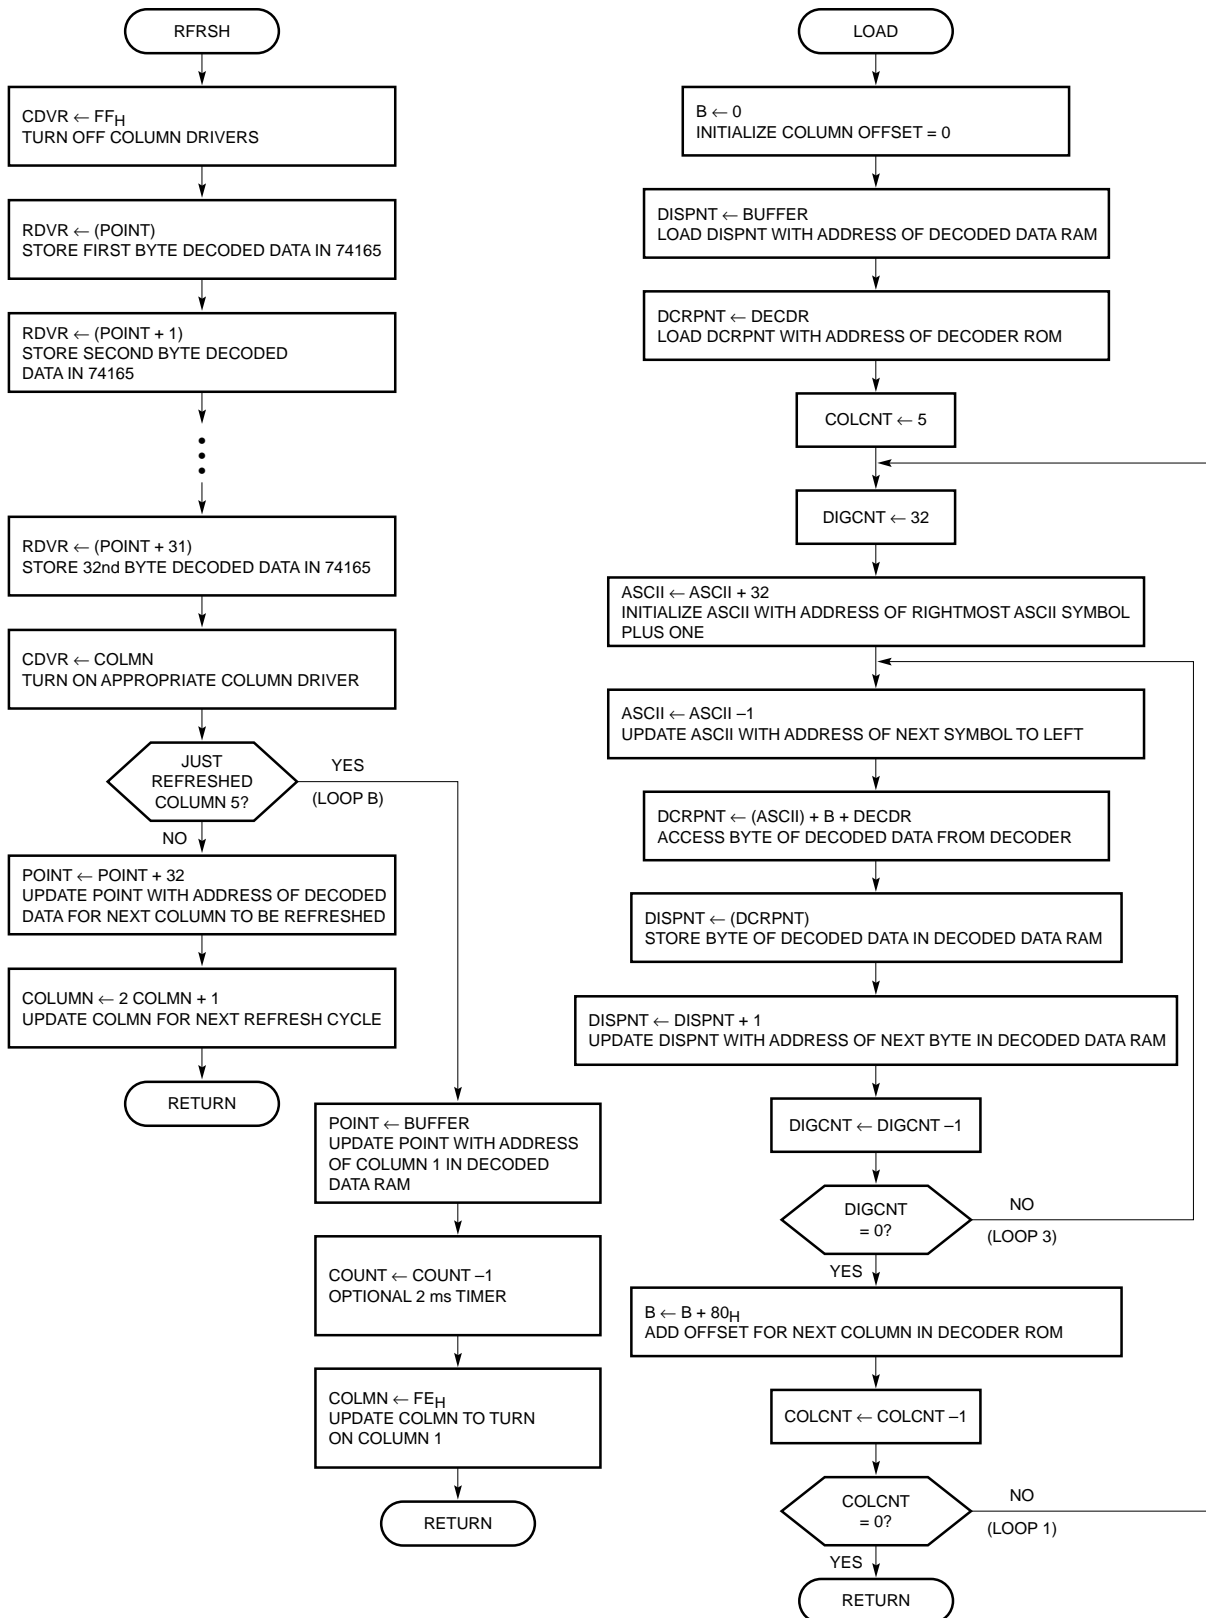 RFRSH
CDVR ← FFH
TURN OFF COLUMN DRIVERS
RDVR ← (POINT)
STORE FIRST BYTE DECODED DATA IN 74165
RDVR ← (POINT + 1)
STORE SECOND BYTE DECODED
DATA IN 74165
RDVR ← (POINT + 31)
STORE 32nd BYTE DECODED DATA IN 74165
CDVR ← COLMN
TURN ON APPROPRIATE COLUMN DRIVER
JUST
REFRESHED
COLUMN 5?
YES
(LOOP B)
NO
POINT ← POINT + 32
UPDATE POINT WITH ADDRESS OF DECODED
DATA FOR NEXT COLUMN TO BE REFRESHED
COLUMN ← 2 COLMN + 1
UPDATE COLMN FOR NEXT REFRESH CYCLE
RETURN
POINT ← BUFFER
UPDATE POINT WITH ADDRESS
OF COLUMN 1 IN DECODED
DATA RAM
COUNT ← COUNT –1
OPTIONAL 2 ms TIMER
COLMN ← FEH
UPDATE COLMN TO TURN
ON COLUMN 1
RETURN
LOAD
B ← 0
INITIALIZE COLUMN OFFSET = 0
DISPNT ← BUFFER
LOAD DISPNT WITH ADDRESS OF DECODED DATA RAM
DCRPNT ← DECDR
LOAD DCRPNT WITH ADDRESS OF DECODER ROM
COLCNT ← 5
DIGCNT ← 32
ASCII ← ASCII + 32
INITIALIZE ASCII WITH ADDRESS OF RIGHTMOST ASCII SYMBOL
PLUS ONE
ASCII ← ASCII –1
UPDATE ASCII WITH ADDRESS OF NEXT SYMBOL TO LEFT
DCRPNT ← (ASCII) + B + DECDR
ACCESS BYTE OF DECODED DATA FROM DECODER
DISPNT ← (DCRPNT)
STORE BYTE OF DECODED DATA IN DECODED DATA RAM
DISPNT ← DISPNT + 1
UPDATE DISPNT WITH ADDRESS OF NEXT BYTE IN DECODED DATA RAM
DIGCNT ← DIGCNT –1
DIGCNT
= 0?
NO
(LOOP 3)
YES
B ← B + 80H
ADD OFFSET FOR NEXT COLUMN IN DECODER ROM
COLCNT ← COLCNT –1
COLCNT
= 0?
NO
(LOOP 1)
YES
RETURN